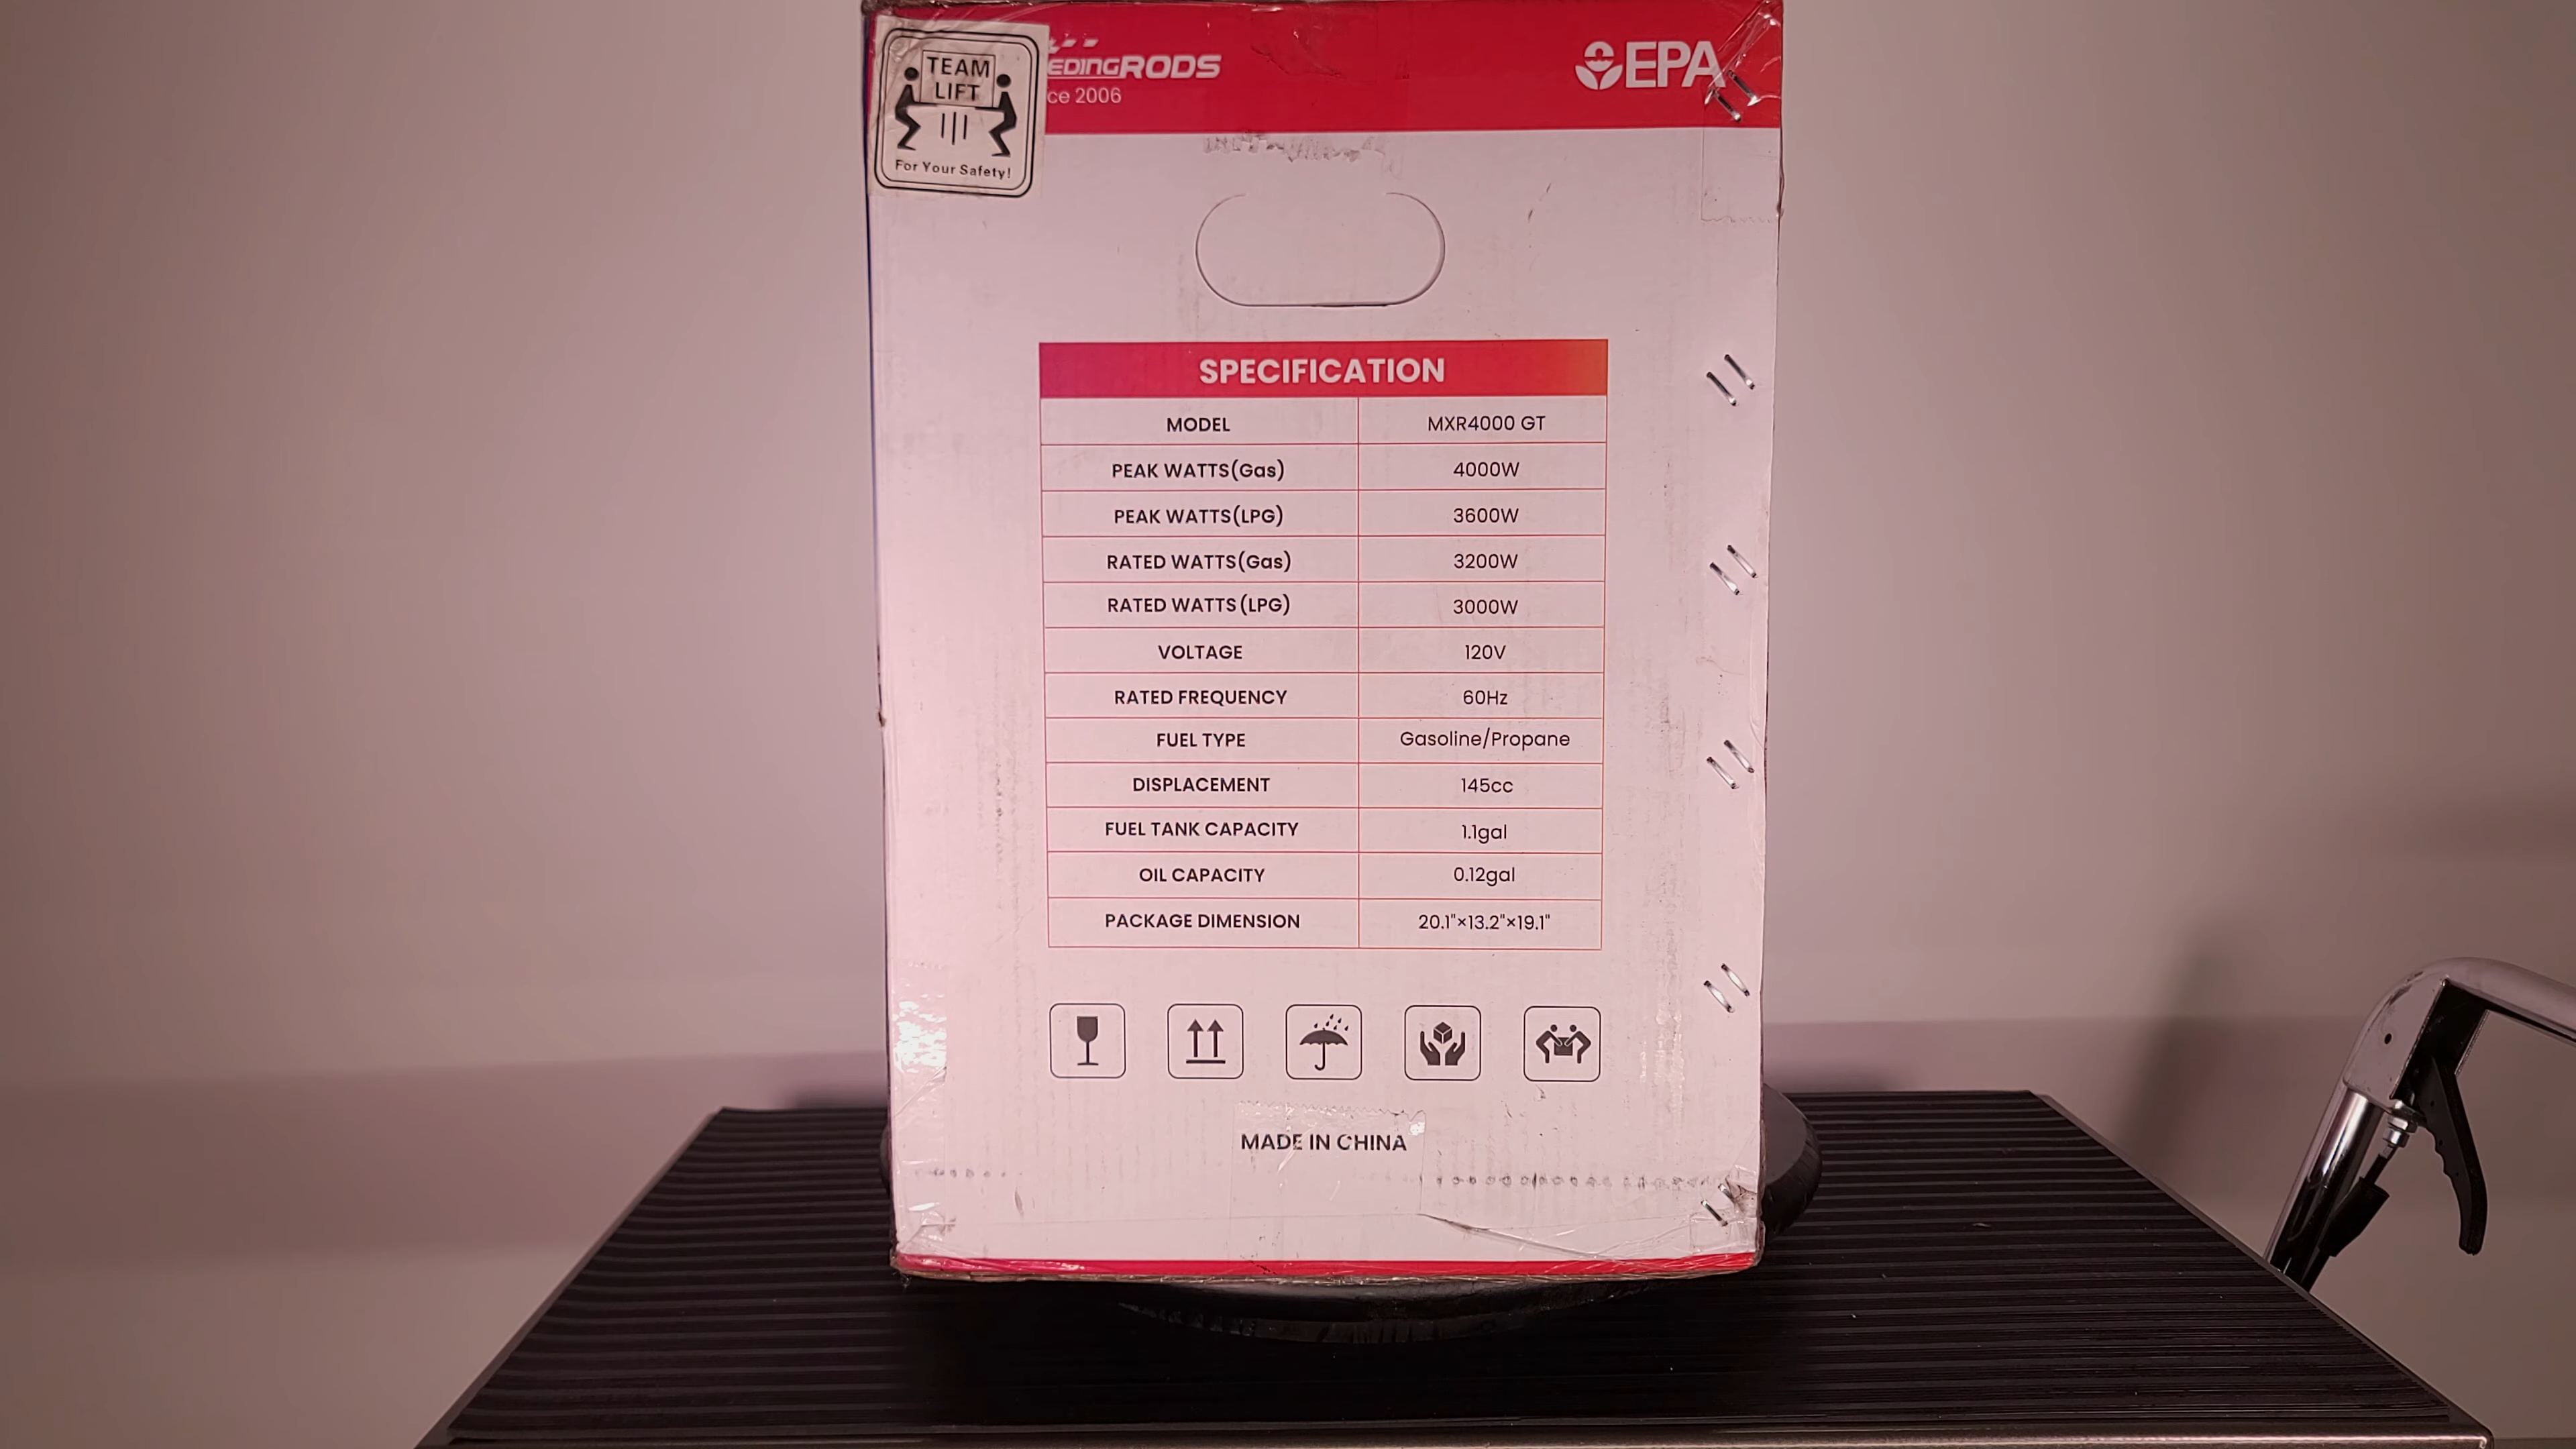 TEAM
LIFT
For Your Safety!
EDINGRODS
ce 2006
EPA
SPECIFICATION
MODEL MXR4000 GT
PEAK WATTS(Gas) 4000W
PEAK WATTS(LPG) 3600W
RATED WATTS(Gas) 3200W
RATED WATTS(LPG) 3000W
VOLTAGE 120V
RATED FREQUENCY 60Hz
FUEL TYPE Gasoline/Propane
DISPLACEMENT 145cc
FUEL TANK CAPACITY 1.1gal
OIL CAPACITY 0.12gal
PACKAGE DIMENSION 20.1"×13.2"×19.1"
MADE IN CHINA